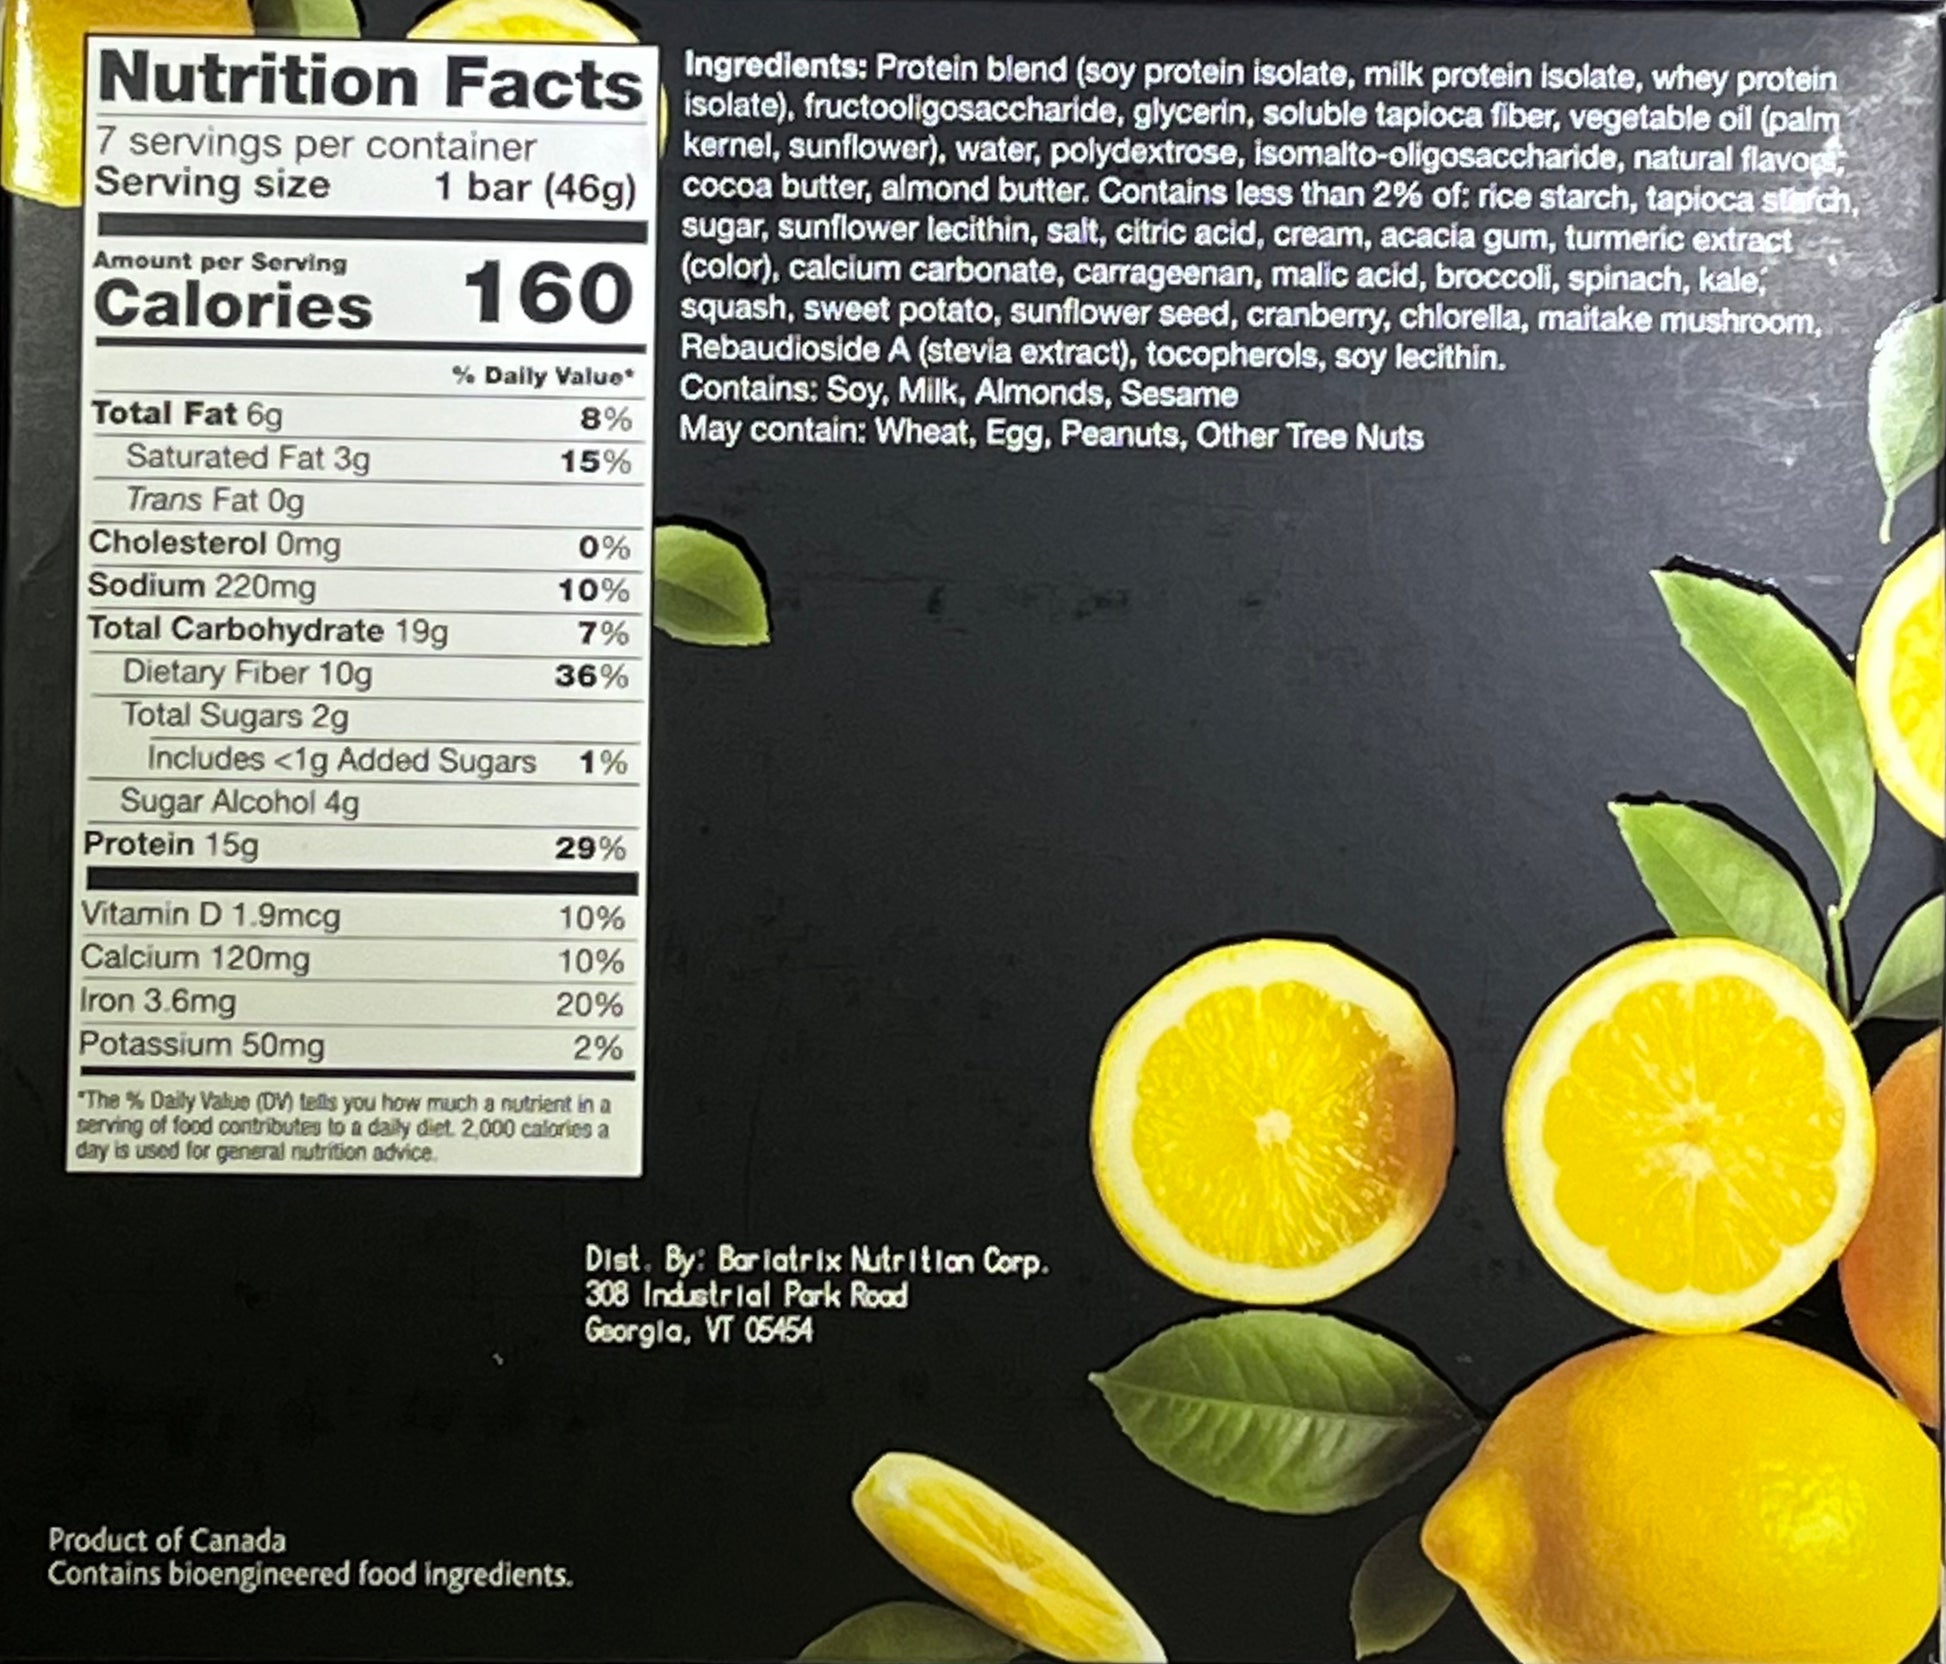 Nutrition Facts
7 servings per container
Serving size 1 bar (46g)
Amount per Serving
Calories 160
% Daily Value*
Total Fat 6g 8%
Saturated Fat 3g 15%
Trans Fat 0g
Cholesterol 0mg 0%
Sodium 220mg 10%
Total Carbohydrate 19g 7%
Dietary Fiber 10g 36%
Total Sugars 2g
Includes <1g Added Sugars 1%
Sugar Alcohol 4g
Protein 15g 29%
Vitamin D 1.9mcg 10%
Calcium 120mg 10%
Iron 3.6mg 20%
Potassium 50mg 2%
*The % Daily Value (DV) tells you how much a nutrient in a
serving of food contributes to a daily diet. 2,000 calories a
day is used for general nutrition advice.
Ingredients: Protein blend (soy protein isolate, milk protein isolate, whey protein
isolate), fructooligosaccharide, glycerin, soluble tapioca fiber, vegetable oil (palm
kernel, sunflower), water, polydextrose, isomalto-oligosaccharide, natural flavors,
cocoa butter, almond butter. Contains less than 2% of: rice starch, tapioca starch,
sugar, sunflower lecithin, salt, citric acid, cream, acacia gum, turmeric extract
(color), calcium carbonate, carrageenan, malic acid, broccoli, spinach, kale,
squash, sweet potato, sunflower seed, cranberry, chlorella, maitake mushroom,
Rebaudioside A (stevia extract), tocopherols, soy lecithin.
Contains: Soy, Milk, Almonds, Sesame
May contain: Wheat, Egg, Peanuts, Other Tree Nuts
Dist. By: Bariatrix Nutrition Corp.
308 Industrial Park Road
Georgia, VT 05454
Product of Canada
Contains bioengineered food ingredients.